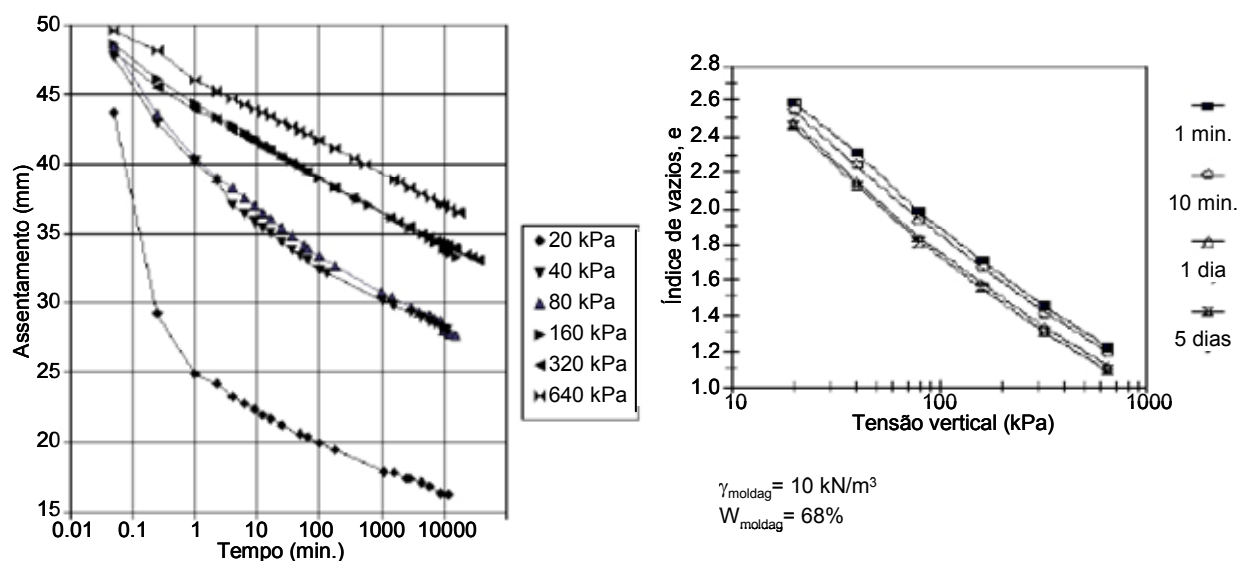 50
45
40
35
30
25
20
15
Assentamento (mm)
0.01 0.1 1 10 100 1000 10000
Tempo (min.)
20 kPa
40 kPa
80 kPa
160 kPa
320 kPa
640 kPa
2.8
2.6
2.4
2.2
2.0
1.8
1.6
1.4
1.2
1.0
Índice de vazios, e
10 100 1000
Tensão vertical (kPa)
1 min.
10 min.
1 dia
5 dias
γmoldag= 10 kN/m³
Wmoldag= 68%